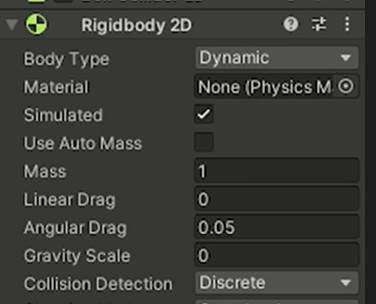 Rigidbody 2D
Body Type Dynamic
Material None (Physics M
Simulated
Use Auto Mass
Mass 1
Linear Drag 0
Angular Drag 0.05
Gravity Scale 0
Collision Detection Discrete